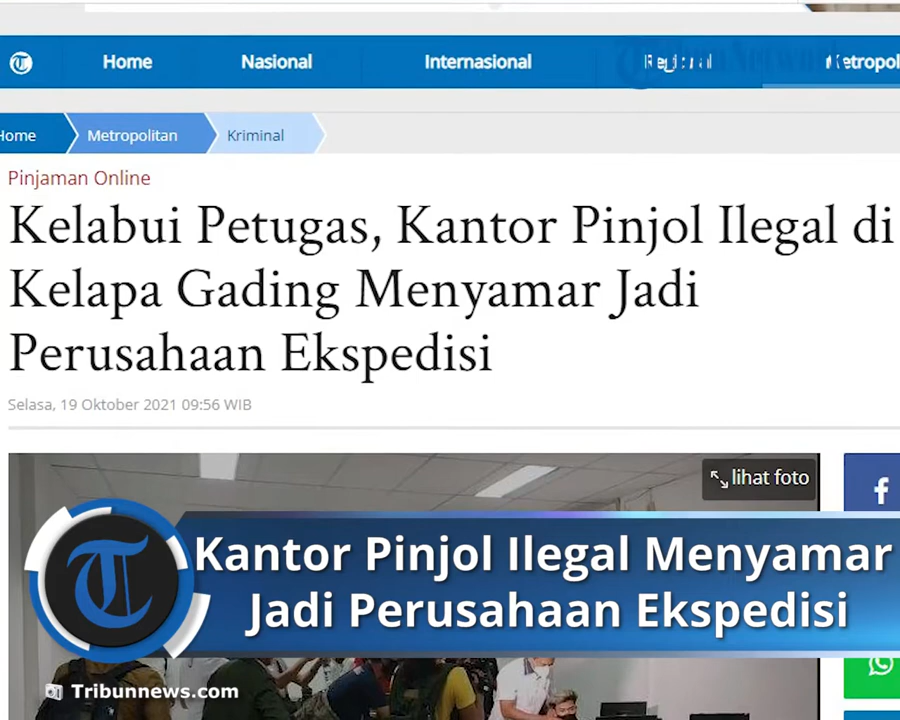 Home Nasional Internasional Metropol
Home Metropolitan Kriminal
Pinjaman Online
Kelabui Petugas, Kantor Pinjol Ilegal di
Kelapa Gading Menyamar Jadi
Perusahaan Ekspedisi
Selasa, 19 Oktober 2021 09:56 WIB
lihat foto
Kantor Pinjol Ilegal Menyamar
Jadi Perusahaan Ekspedisi
Tribunnews.com